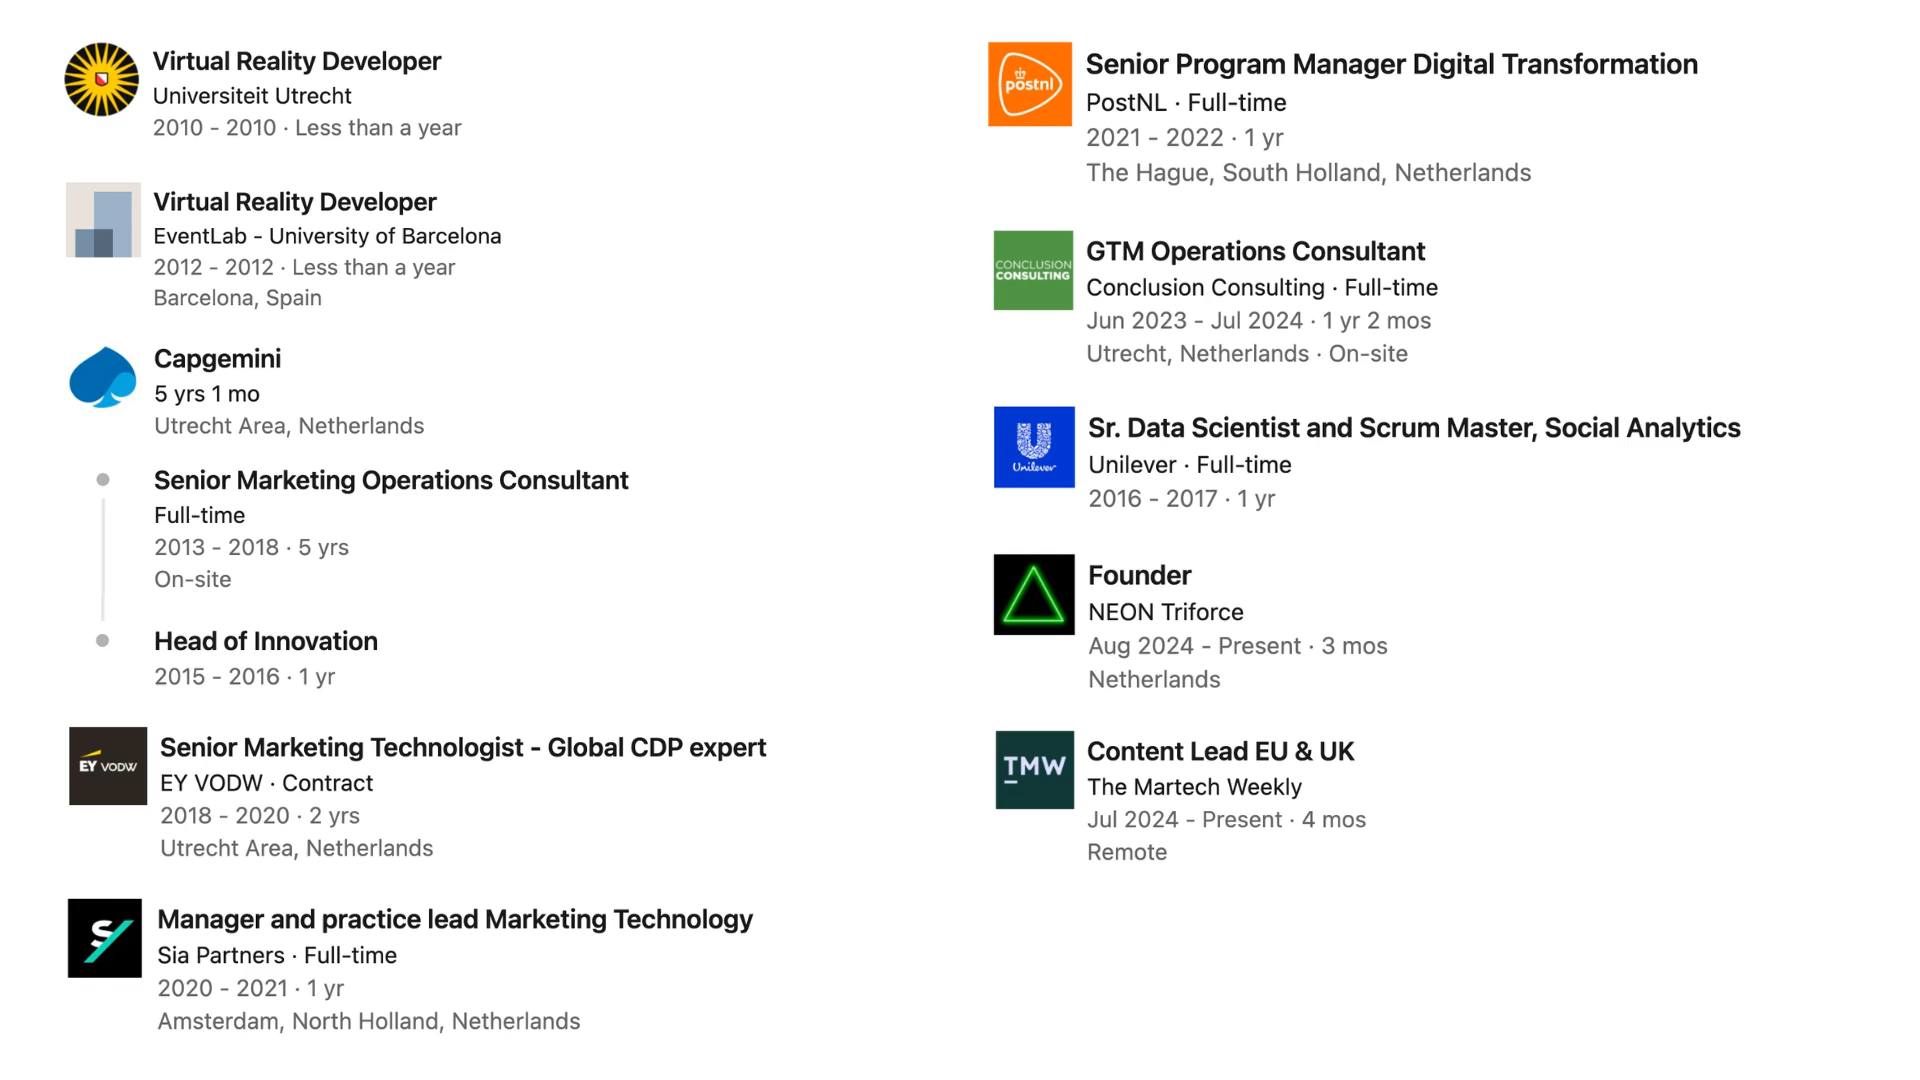 Virtual Reality Developer
Universiteit Utrecht
2010 - 2010 · Less than a year
Virtual Reality Developer
EventLab - University of Barcelona
2012 - 2012 · Less than a year
Barcelona, Spain
Capgemini
5 yrs 1 mo
Utrecht Area, Netherlands
Senior Marketing Operations Consultant
Full-time
2013 - 2018 · 5 yrs
On-site
Head of Innovation
2015 - 2016 · 1 yr
EY VODW
Senior Marketing Technologist - Global CDP expert
EY VODW · Contract
2018 - 2020 · 2 yrs
Utrecht Area, Netherlands
S
Manager and practice lead Marketing Technology
Sia Partners · Full-time
2020 - 2021 · 1 yr
Amsterdam, North Holland, Netherlands
postnl
Senior Program Manager Digital Transformation
PostNL · Full-time
2021 - 2022 · 1 yr
The Hague, South Holland, Netherlands
CONCLUSION
CONSULTING
GTM Operations Consultant
Conclusion Consulting · Full-time
Jun 2023 - Jul 2024 · 1 yr 2 mos
Utrecht, Netherlands · On-site
Unilever
Sr. Data Scientist and Scrum Master, Social Analytics
Unilever · Full-time
2016 - 2017 · 1 yr
Founder
NEON Triforce
Aug 2024 - Present · 3 mos
Netherlands
TMW
Content Lead EU & UK
The Martech Weekly
Jul 2024 - Present · 4 mos
Remote